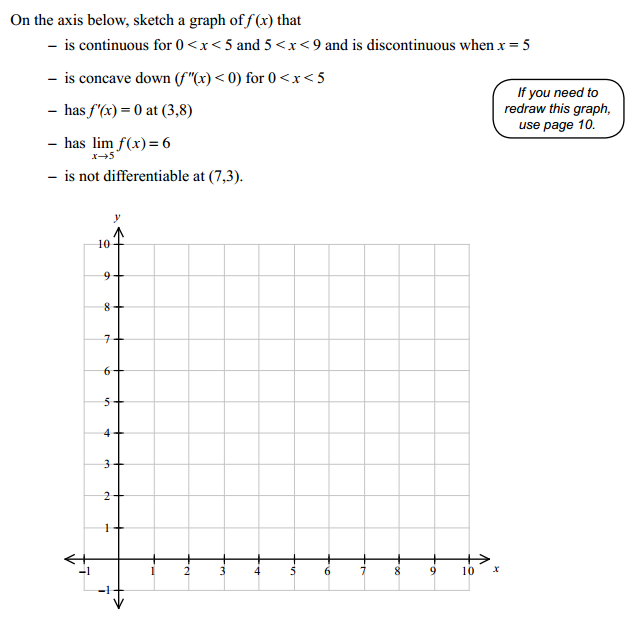 On the axis below, sketch a graph of f(x) that
– is continuous for 0 < x < 5 and 5 < x < 9 and is discontinuous when x = 5
– is concave down (f″(x) < 0) for 0 < x < 5
If you need to
redraw this graph,
use page 10.
– has f′(x) = 0 at (3,8)
– has lim f(x) = 6
x→5
– is not differentiable at (7,3).
y
10
9
8
7
6
5
4
3
2
1
–1 1 2 3 4 5 6 7 8 9 10 x
–1